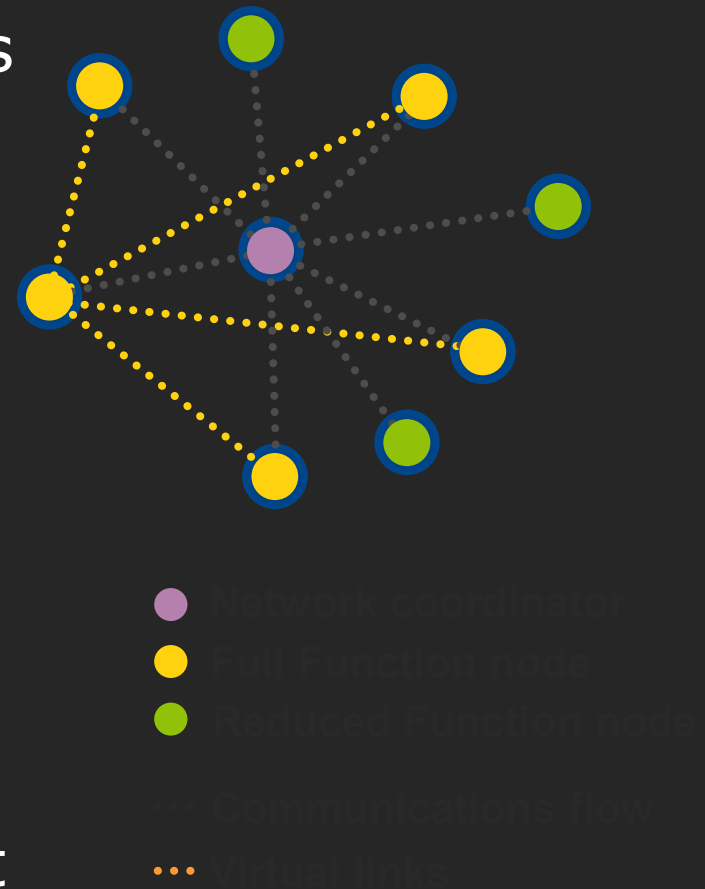 s
Network coordinator
Full Function node
Reduced Function node
Communications flow
Virtual links
t